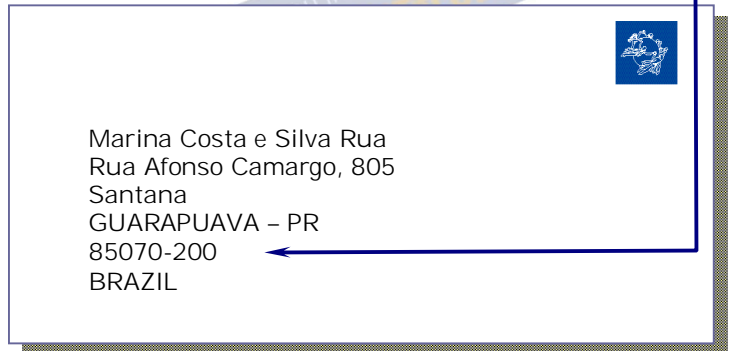 Marina Costa e Silva Rua
Rua Afonso Camargo, 805
Santana
GUARAPUAVA – PR
85070-200
BRAZIL